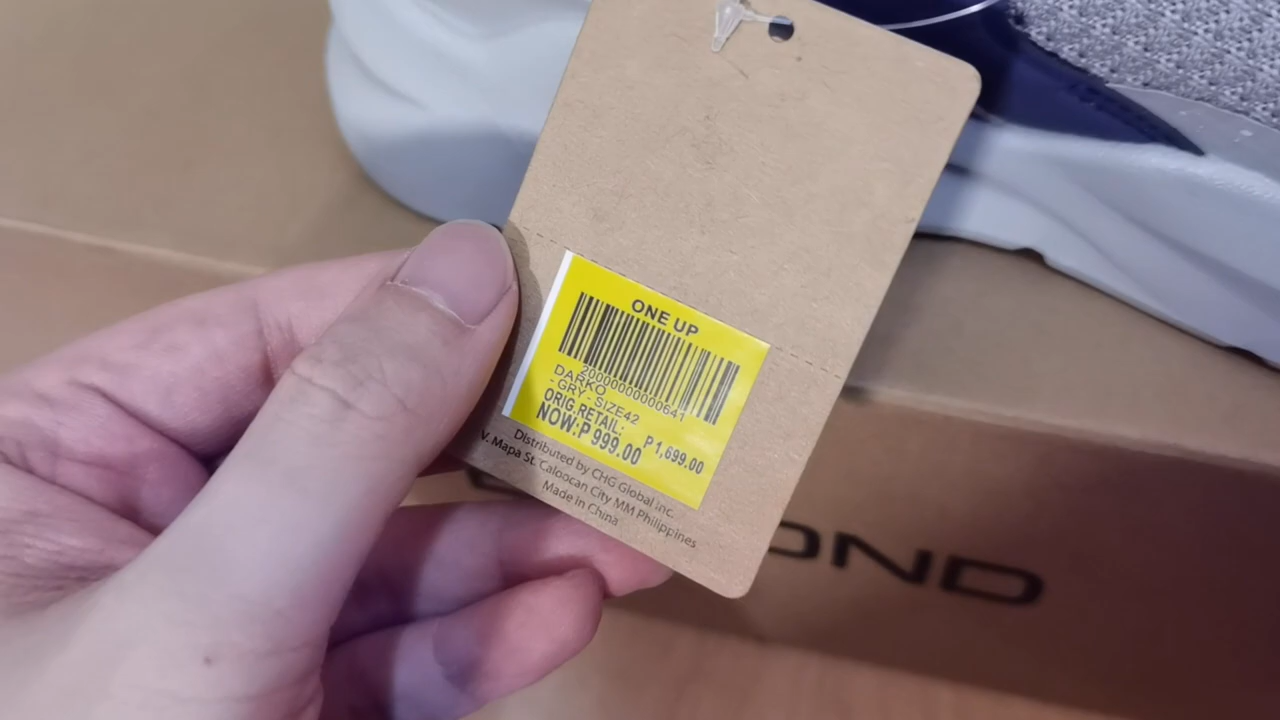 ONE UP
2000000000641
DARKO
- GRY - SIZE42
ORIG.RETAIL: P1,699.00
NOW:P 999.00
Distributed by CHG Global Inc.
V. Mapa St. Caloocan City MM Philippines
Made in China
OND